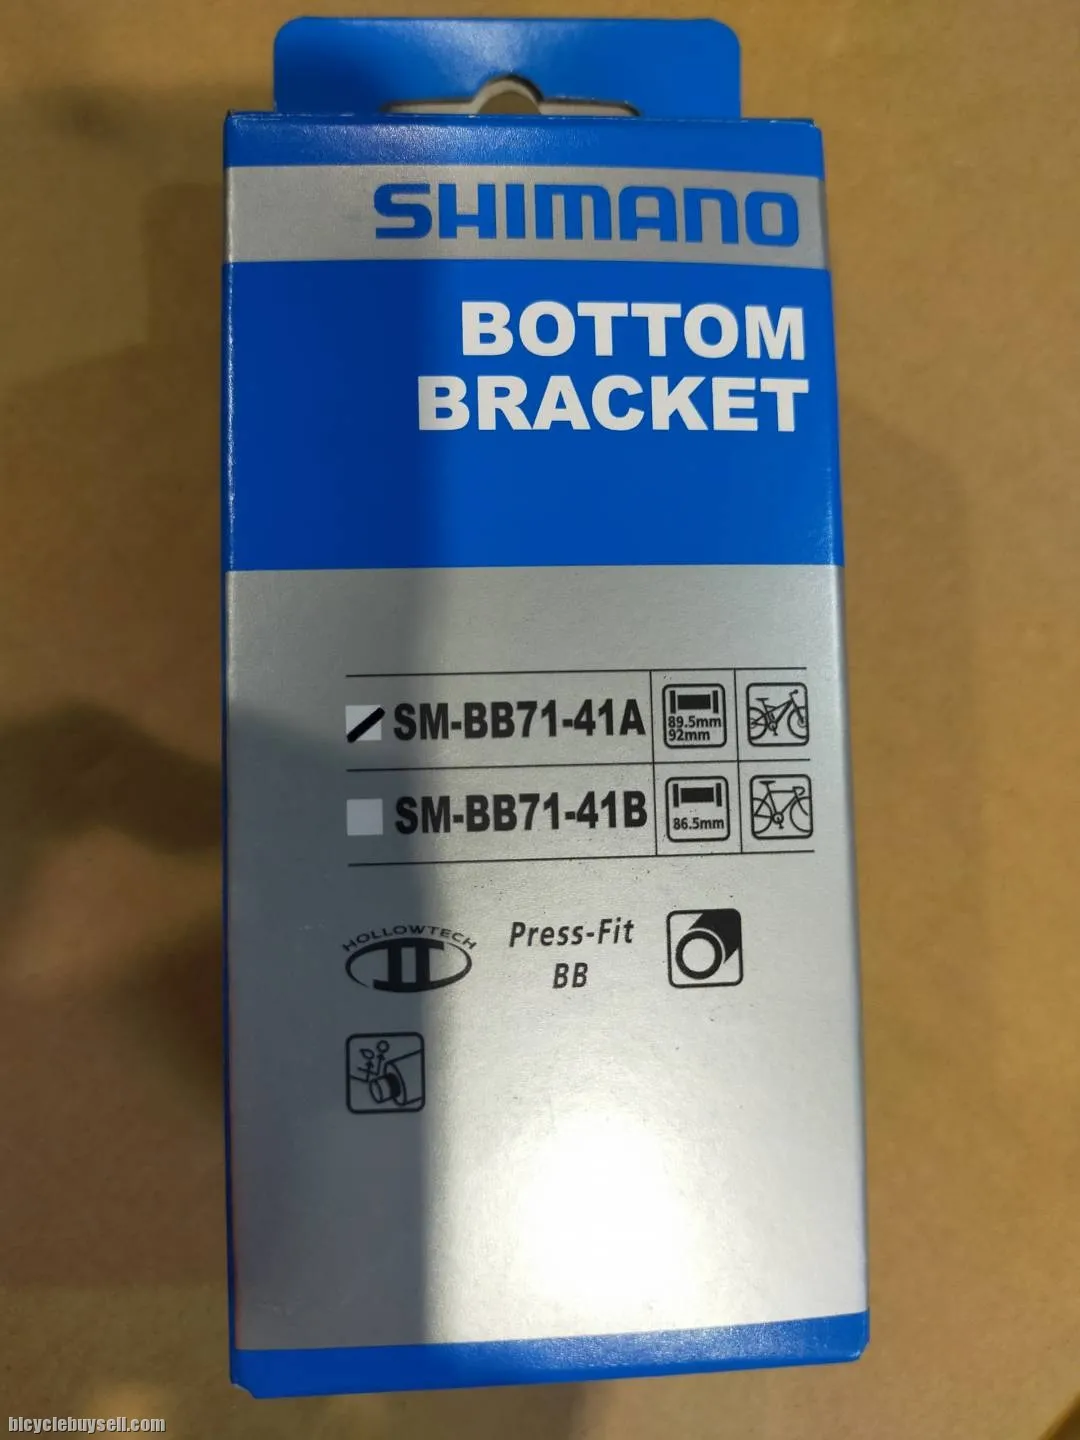 SHIMANO
BOTTOM
BRACKET
SM-BB71-41A
89.5mm
92mm
SM-BB71-41B
86.5mm
HOLLOWTECH
II
Press-Fit
BB
bicyclebuysell.com